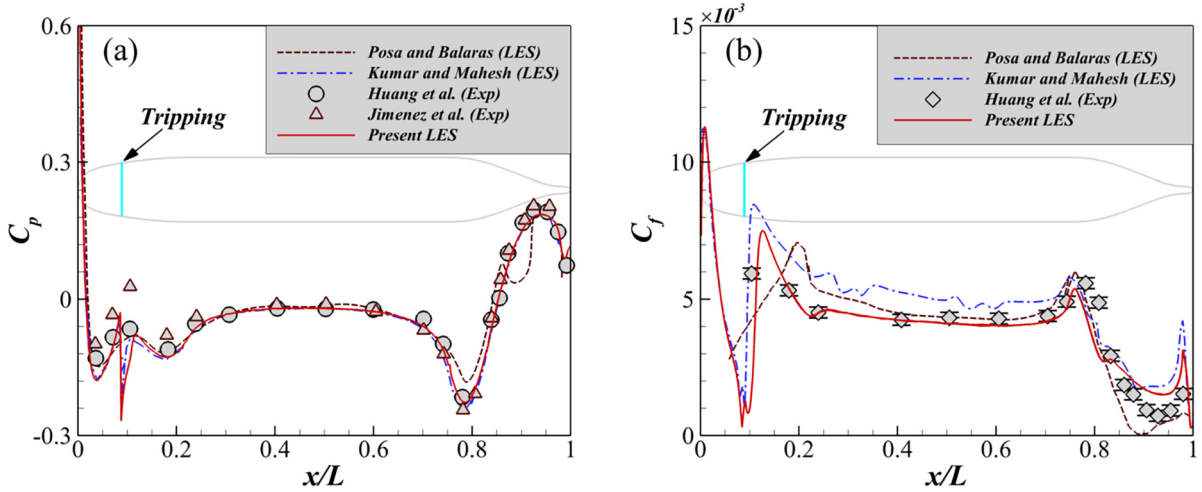 (a)
Posa and Balaras (LES)
Kumar and Mahesh (LES)
Huang et al. (Exp)
Jimenez et al. (Exp)
Present LES
Tripping
0.6
0.3
0
-0.3
Cp
0
0.2
0.4
0.6
0.8
1
x/L
×10-3
(b)
Posa and Balaras (LES)
Kumar and Mahesh (LES)
Huang et al. (Exp)
Present LES
Tripping
15
10
5
0
Cf
0
0.2
0.4
0.6
0.8
1
x/L